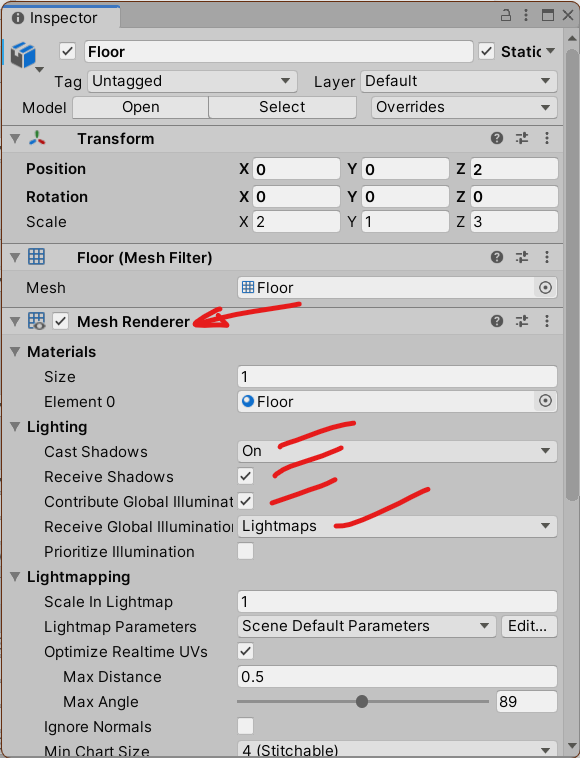 Inspector
Floor Static
Tag Untagged Layer Default
Model Open Select Overrides
Transform
Position X 0 Y 0 Z 2
Rotation X 0 Y 0 Z 0
Scale X 2 Y 1 Z 3
Floor (Mesh Filter)
Mesh Floor
Mesh Renderer
Materials
Size 1
Element 0 Floor
Lighting
Cast Shadows On
Receive Shadows
Contribute Global Illuminat
Receive Global Illumination Lightmaps
Prioritize Illumination
Lightmapping
Scale In Lightmap 1
Lightmap Parameters Scene Default Parameters Edit...
Optimize Realtime UVs
Max Distance 0.5
Max Angle 89
Ignore Normals
Min Chart Size 4 (Stitchable)